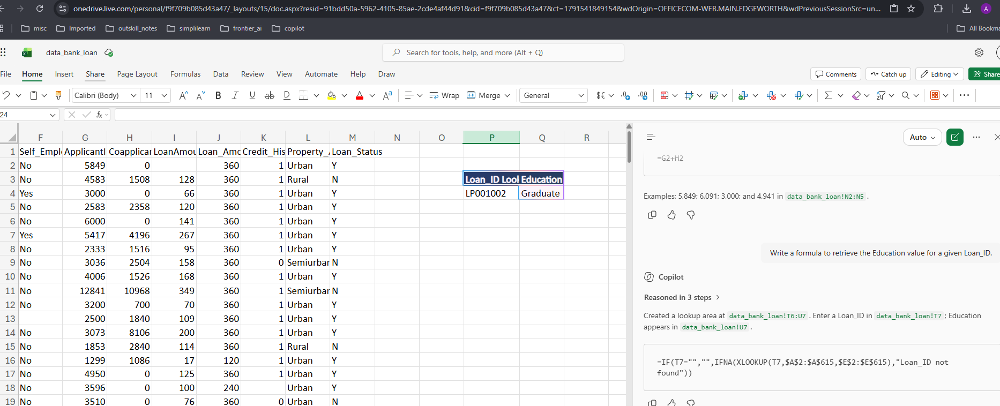 onedrive.live.com/personal/f9f709b085d43a47/_layouts/15/doc.aspx?resid=91bdd50a-5962-4105-85ae-2cde4af44d91&cid=f9f709b085d43a47&ct=1791541849154&wdOrigin=OFFICECOM-WEB.MAIN.EDGEWORTH&wdPreviousSessionSrc=un... A
misc Imported outskill_notes simplilearn frontier_ai copilot All Bookma
data_bank_loan Search for tools, help, and more (Alt + Q)
File Home Insert Share Page Layout Formulas Data Review View Automate Help Draw Comments Catch up Editing Share
Calibri (Body) 11 A A B I U ab D A A Wrap Merge General $€
24 fx
F G H I J K L M N O P Q R
1 Self_Empl ApplicantI Coapplicar LoanAmou Loan_Amo Credit_His Property_A Loan_Status
2 No 5849 0 360 1 Urban Y
3 No 4583 1508 128 360 1 Rural N Loan_ID Lool Education
4 Yes 3000 0 66 360 1 Urban Y LP001002 Graduate
5 No 2583 2358 120 360 1 Urban Y
6 No 6000 0 141 360 1 Urban Y
7 Yes 5417 4196 267 360 1 Urban Y
8 No 2333 1516 95 360 1 Urban Y
9 No 3036 2504 158 360 0 Semiurbar N
10 No 4006 1526 168 360 1 Urban Y
11 No 12841 10968 349 360 1 Semiurbar N
12 No 3200 700 70 360 1 Urban Y
13 2500 1840 109 360 1 Urban Y
14 No 3073 8106 200 360 1 Urban Y
15 No 1853 2840 114 360 1 Rural N
16 No 1299 1086 17 120 1 Urban Y
17 No 4950 0 125 360 1 Urban Y
18 No 3596 0 100 240 Urban Y
19 No 3510 0 76 360 0 Urban N
Auto
=G2+H2
Examples: 5,849; 6,091; 3,000; and 4,941 in data_bank_loan!N2:N5 .
Write a formula to retrieve the Education value for a given Loan_ID.
Copilot
Reasoned in 3 steps
Created a lookup area at data_bank_loan!T6:U7 . Enter a Loan_ID in data_bank_loan!T7 ; Education
appears in data_bank_loan!U7 .
=IF(T7="","",IFNA(XLOOKUP(T7,$A$2:$A$615,$E$2:$E$615),"Loan_ID not
found"))